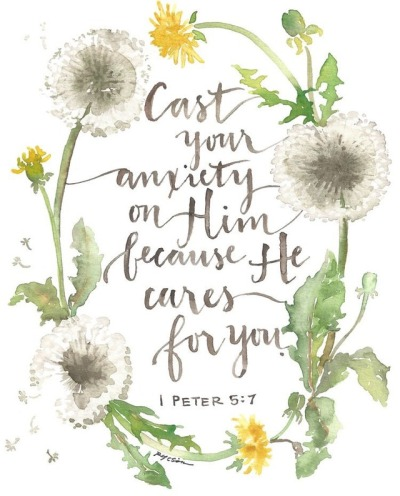 Cast
your
anxiety
on Him
because He
cares
for you.
1 PETER 5:7